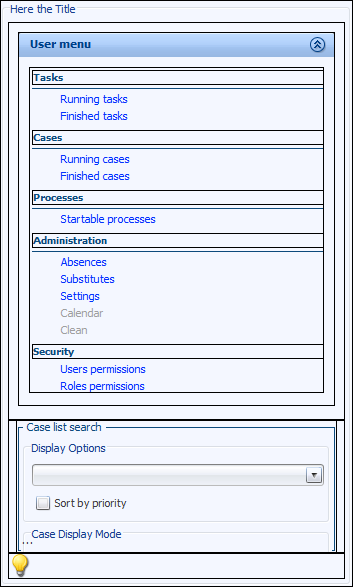 Here the Title
User menu
Tasks
Running tasks
Finished tasks
Cases
Running cases
Finished cases
Processes
Startable processes
Administration
Absences
Substitutes
Settings
Calendar
Clean
Security
Users permissions
Roles permissions
Case list search
Display Options
Sort by priority
Case Display Mode
...